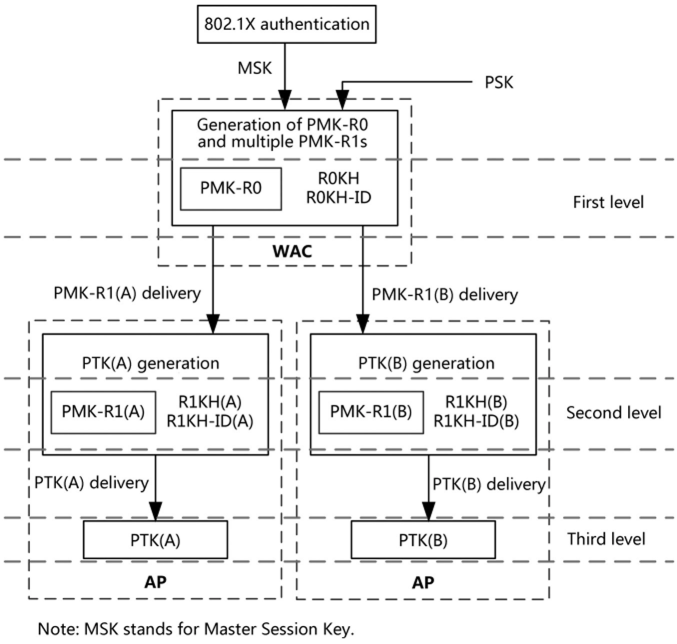 802.1X authentication
MSK
PSK
Generation of PMK-R0
and multiple PMK-R1s
PMK-R0
R0KH
R0KH-ID
First level
WAC
PMK-R1(A) delivery
PMK-R1(B) delivery
PTK(A) generation
PTK(B) generation
PMK-R1(A)
R1KH(A)
R1KH-ID(A)
PMK-R1(B)
R1KH(B)
R1KH-ID(B)
Second level
PTK(A) delivery
PTK(B) delivery
PTK(A)
PTK(B)
Third level
AP
AP
Note: MSK stands for Master Session Key.